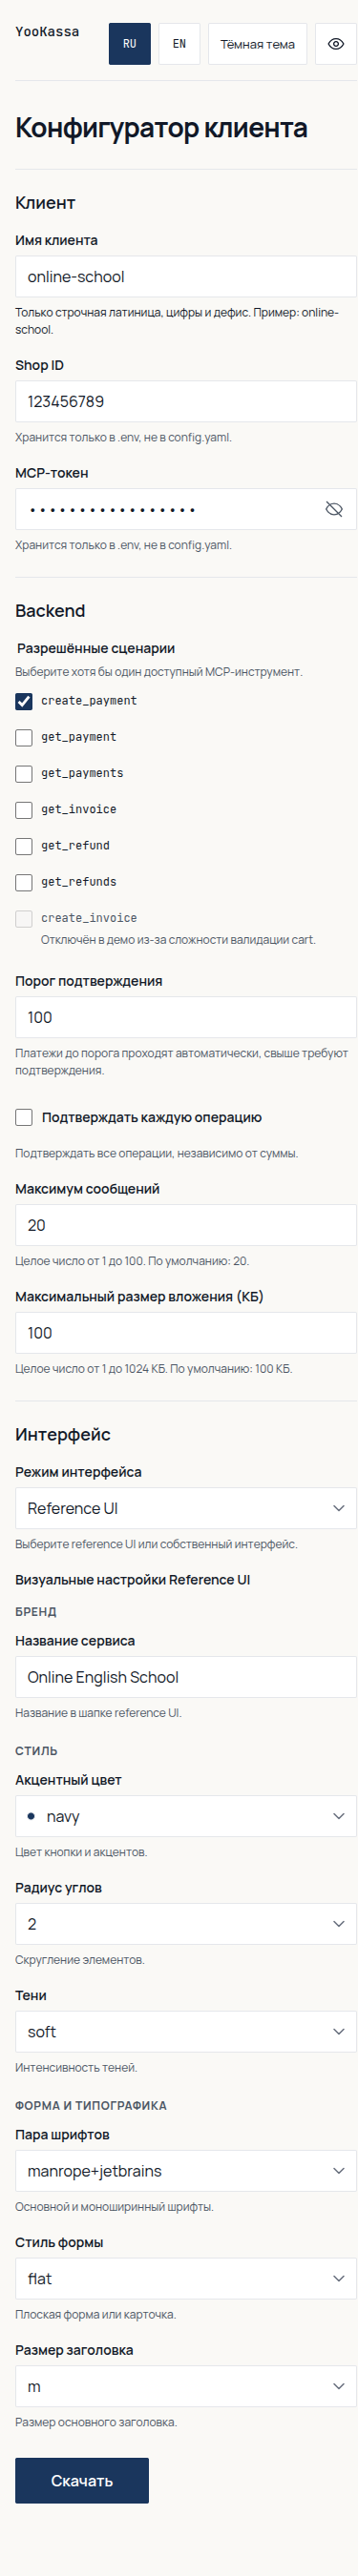 YooKassa
RU
EN
Тёмная тема
Конфигуратор клиента
Клиент
Имя клиента
online-school
Только строчная латиница, цифры и дефис. Пример: online-
school.
Shop ID
123456789
Хранится только в .env, не в config.yaml.
MCP-токен
•••••••••••••••••
Хранится только в .env, не в config.yaml.
Backend
Разрешённые сценарии
Выберите хотя бы один доступный MCP-инструмент.
create_payment
get_payment
get_payments
get_invoice
get_refund
get_refunds
create_invoice
Отключён в демо из-за сложности валидации cart.
Порог подтверждения
100
Платежи до порога проходят автоматически, свыше требуют
подтверждения.
Подтверждать каждую операцию
Подтверждать все операции, независимо от суммы.
Максимум сообщений
20
Целое число от 1 до 100. По умолчанию: 20.
Максимальный размер вложения (КБ)
100
Целое число от 1 до 1024 КБ. По умолчанию: 100 КБ.
Интерфейс
Режим интерфейса
Reference UI
Выберите reference UI или собственный интерфейс.
Визуальные настройки Reference UI
БРЕНД
Название сервиса
Online English School
Название в шапке reference UI.
СТИЛЬ
Акцентный цвет
navy
Цвет кнопки и акцентов.
Радиус углов
2
Скругление элементов.
Тени
soft
Интенсивность теней.
ФОРМА И ТИПОГРАФИКА
Пара шрифтов
manrope+jetbrains
Основной и моноширинный шрифты.
Стиль формы
flat
Плоская форма или карточка.
Размер заголовка
m
Размер основного заголовка.
Скачать